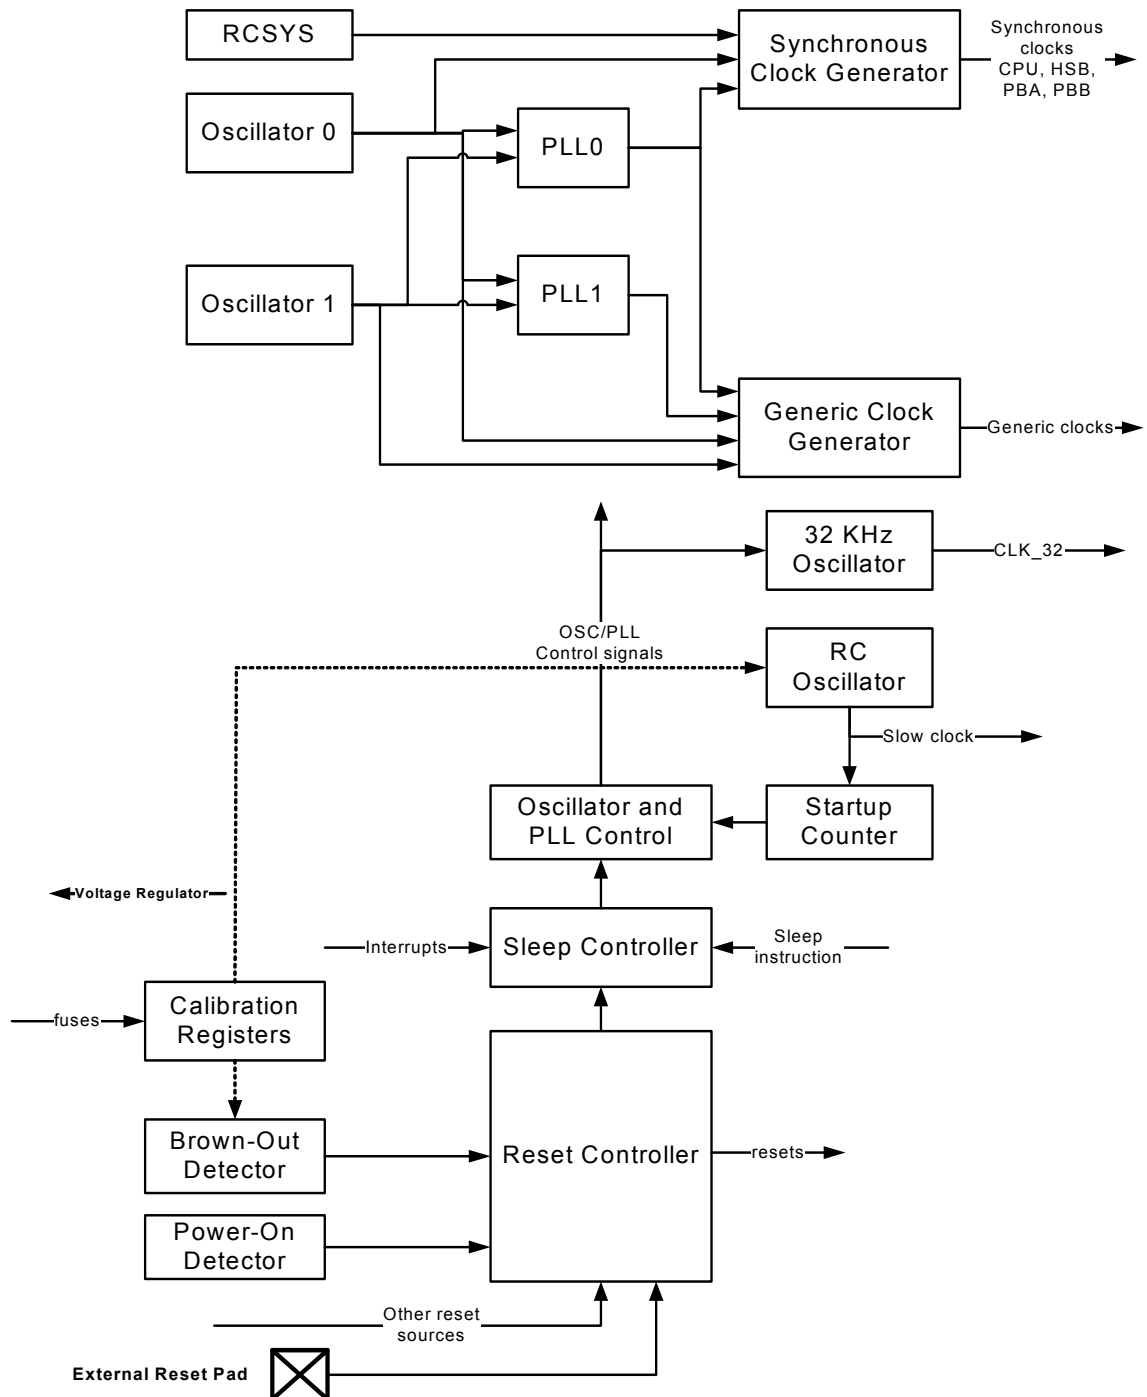 RCSYS
Synchronous
Clock Generator
Synchronous
clocks
CPU, HSB,
PBA, PBB
Oscillator 0
PLL0
Oscillator 1
PLL1
Generic Clock
Generator
Generic clocks
32 KHz
Oscillator
CLK_32
OSC/PLL
Control signals
RC
Oscillator
Slow clock
Oscillator and
PLL Control
Startup
Counter
Voltage Regulator
Interrupts
Sleep Controller
Sleep
instruction
fuses
Calibration
Registers
Brown-Out
Detector
Reset Controller
resets
Power-On
Detector
Other reset
sources
External Reset Pad